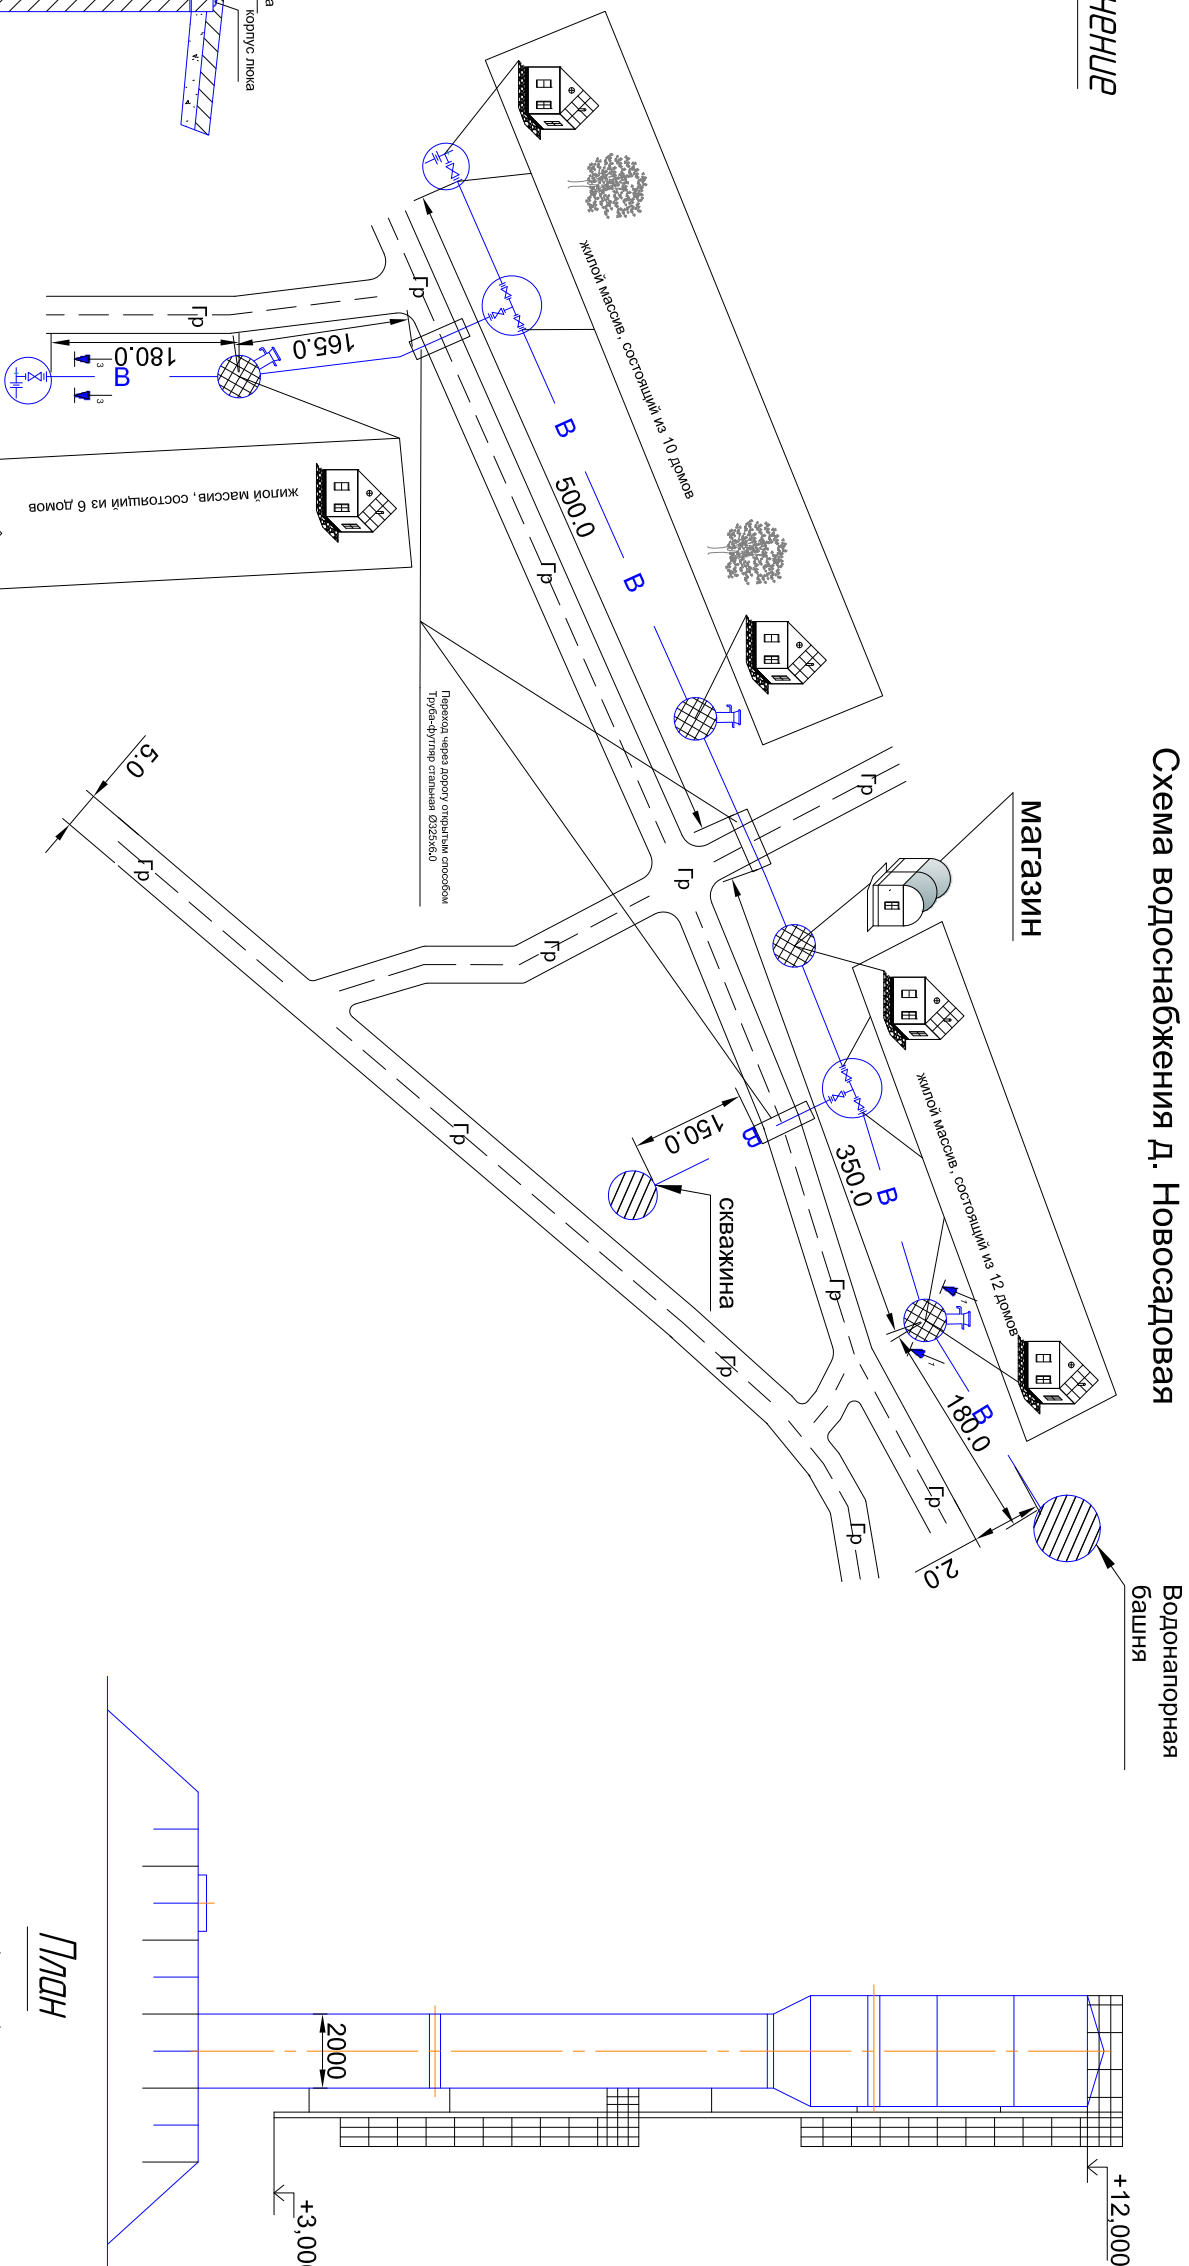 Схема водоснабжения д. Новосадовая
нение
корпус люка
жилой массив, состоящий из 10 домов
Гр
Гр
165.0
180.0
В
3
3
жилой массив, состоящий из 6 домов
В
500.0
В
Гр
Переход через дорогу открытым способом
Труба-футляр стальная Ø325х6.0
магазин
Гр
Гр
Гр
5.0
Гр
жилой массив, состоящий из 12 домов
350.0
В
150.0
В
скважина
Гр
Гр
Гр
180.0
В
Гр
Гр
2.0
Водонапорная
башня
План
2000
+3,00
+12,000